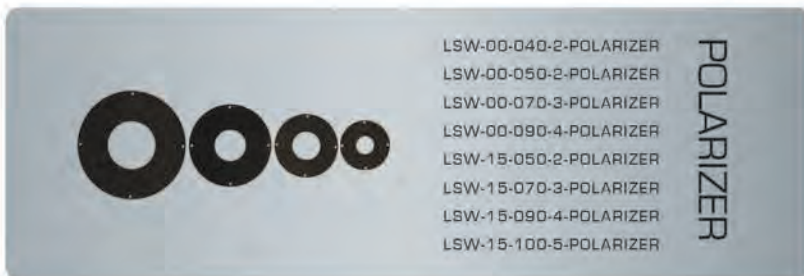 LSW-00-040-2-POLARIZER
LSW-00-050-2-POLARIZER
LSW-00-070-3-POLARIZER
LSW-00-090-4-POLARIZER
LSW-15-050-2-POLARIZER
LSW-15-070-3-POLARIZER
LSW-15-090-4-POLARIZER
LSW-15-100-5-POLARIZER
POLARIZER